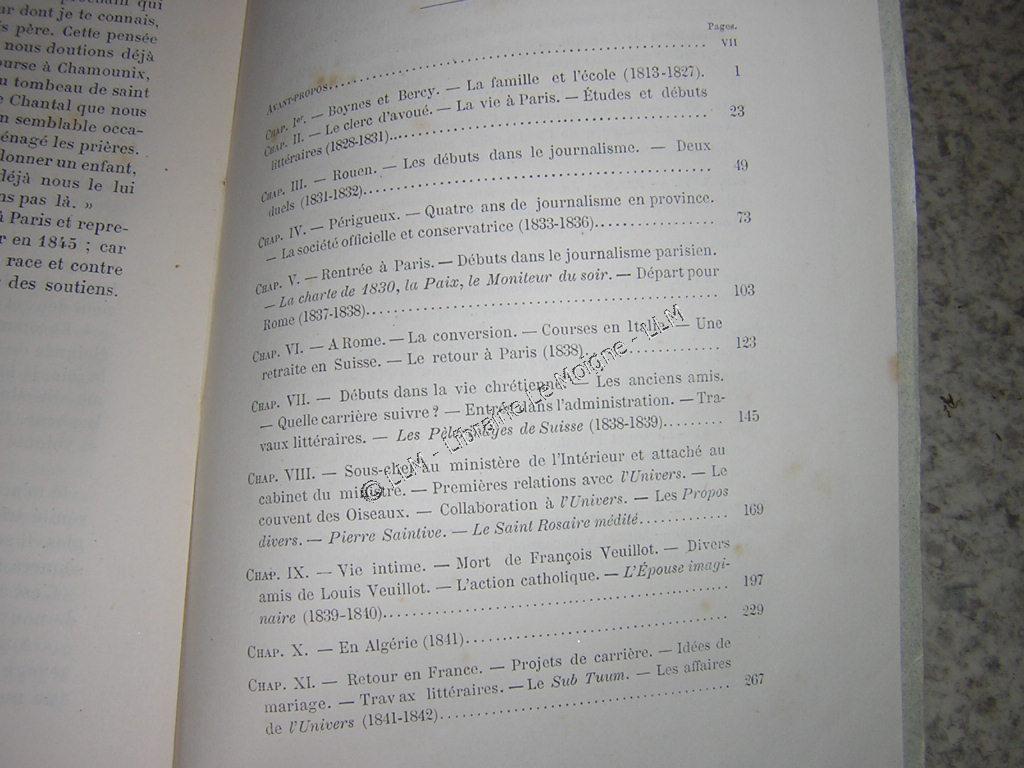 prochain qui
ur dont je te connais,
s père. Cette pensée
nous doutions déjà
ourse à Chamounix,
u tombeau de saint
e Chantal que nous
n semblable occa-
énagé les prières.
donner un enfant,
déjà nous le lui
ns pas là. »
à Paris et repre-
r en 1845 ; car
race et contre
des soutiens.
Pages.
AVANT-PROPOS. VII
CHAP. Ier. — Boynes et Bercy. — La famille et l'école (1813-1827). 1
CHAP. II. — Le clerc d'avoué. — La vie à Paris. — Études et débuts
littéraires (1828-1831). 23
CHAP. III. — Rouen. — Les débuts dans le journalisme. — Deux
duels (1831-1832). 49
CHAP. IV. — Périgueux. — Quatre ans de journalisme en province.
— La société officielle et conservatrice (1833-1836). 73
CHAP. V. — Rentrée à Paris. — Débuts dans le journalisme parisien.
— La charte de 1830, la Paix, le Moniteur du soir. — Départ pour
Rome (1837-1838). 103
CHAP. VI. — A Rome. — La conversion. — Courses en Italie. — Une
retraite en Suisse. — Le retour à Paris (1838). 123
CHAP. VII. — Débuts dans la vie chrétienne. — Les anciens amis.
— Quelle carrière suivre ? — Entrée dans l'administration. — Tra-
vaux littéraires. — Les Pèlerinages de Suisse (1838-1839). 145
CHAP. VIII. — Sous-chef au ministère de l'Intérieur et attaché au
cabinet du ministre. — Premières relations avec l'Univers. — Le
couvent des Oiseaux. — Collaboration à l'Univers. — Les Propos
divers. — Pierre Saintive. — Le Saint Rosaire médité. 169
CHAP. IX. — Vie intime. — Mort de François Veuillot. — Divers
amis de Louis Veuillot. — L'action catholique. — L'Épouse imagi-
naire (1839-1840). 197
CHAP. X. — En Algérie (1841). 229
CHAP. XI. — Retour en France. — Projets de carrière. — Idées de
mariage. — Trav ax littéraires. — Le Sub Tuum. — Les affaires
de l'Univers (1841-1842). 267
© LLM - Librairie Le Moigne - LLM